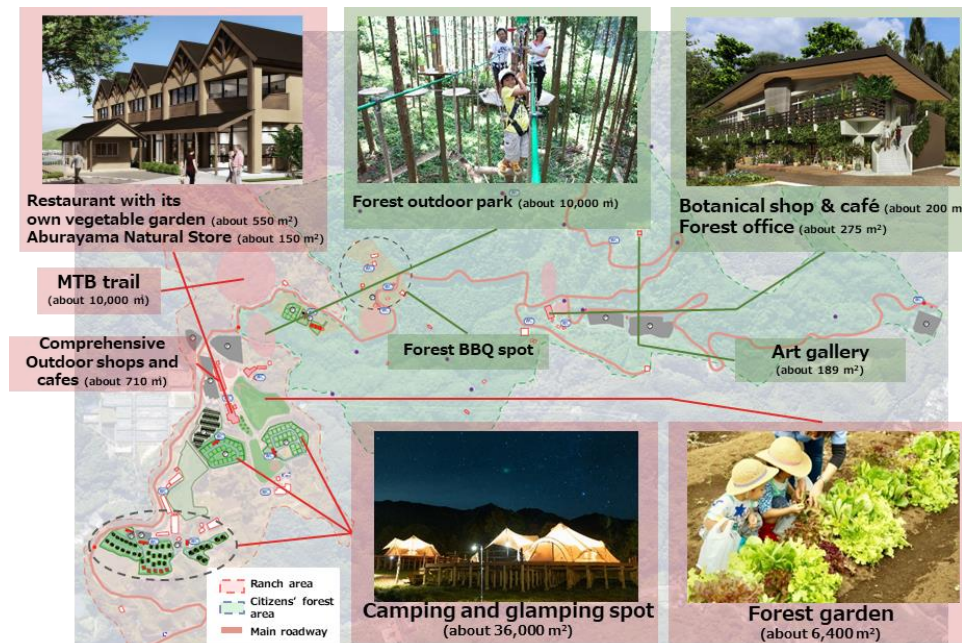 Restaurant with its
own vegetable garden (about 550 m²)
Aburayama Natural Store (about 150 m²)
Forest outdoor park (about 10,000 ㎡)
Botanical shop & café (about 200 m²)
Forest office (about 275 m²)
MTB trail
(about 10,000 ㎡)
Comprehensive
Outdoor shops and
cafes (about 710 ㎡)
Forest BBQ spot
Art gallery
(about 189 m²)
Ranch area
Citizens’ forest
area
Main roadway
Camping and glamping spot
(about 36,000 m²)
Forest garden
(about 6,400 m²)